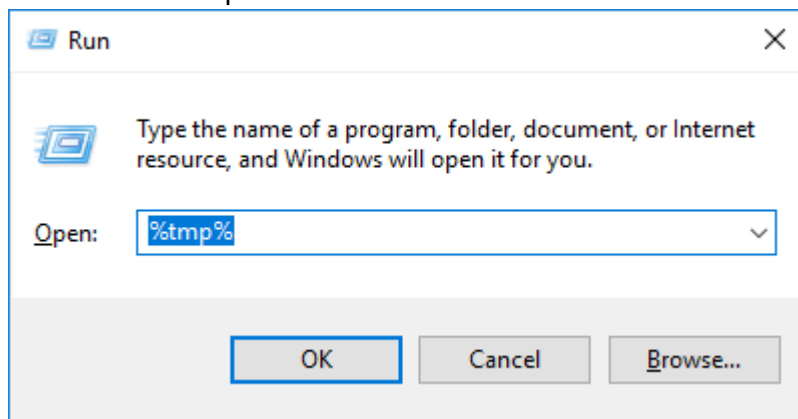 Run
Type the name of a program, folder, document, or Internet
resource, and Windows will open it for you.
Open: %tmp%
OK Cancel Browse...